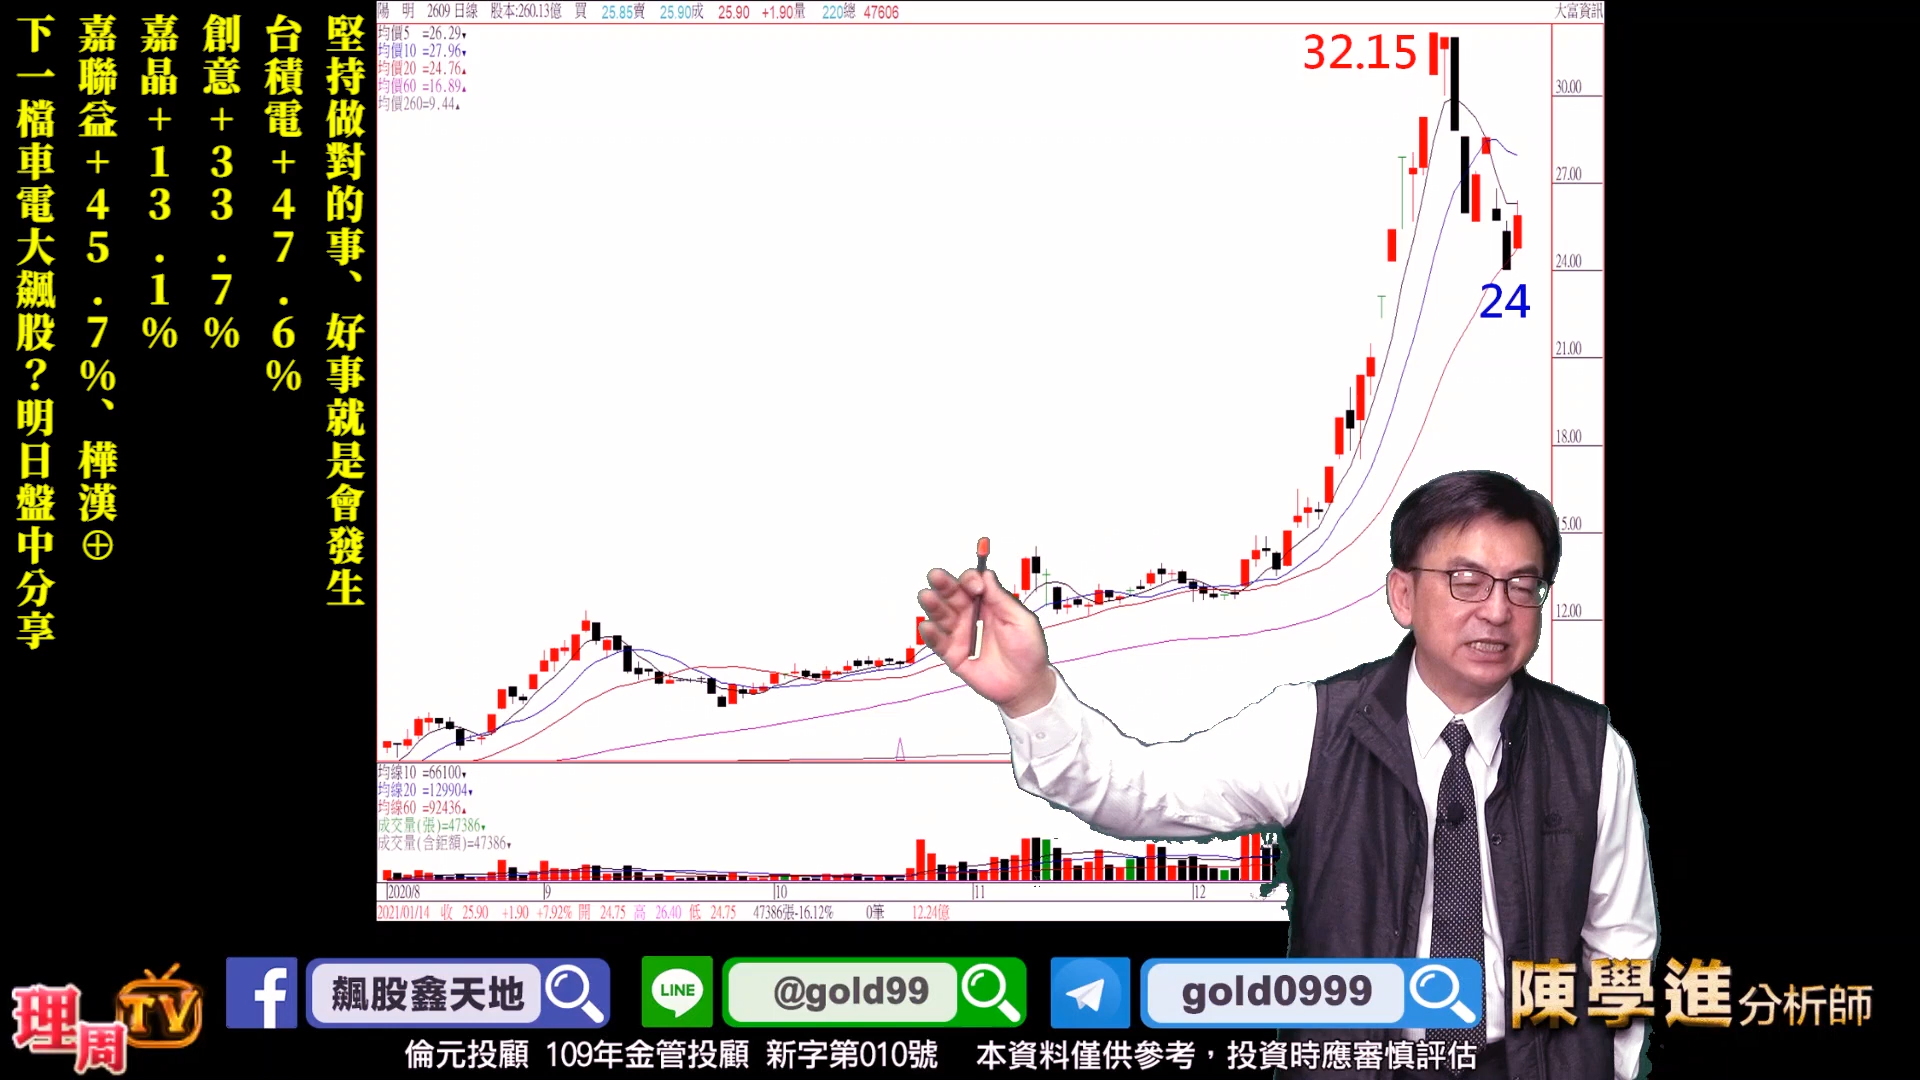 堅持做對的事、好事就是會發生
台積電+47.6%
創意+33.7%
嘉晶+13.1%
嘉聯益+45.7%、樺漢⊕
下一檔車電大飆股?明日盤中分享
陽 明 2609 日線 股本:260.13億 買 25.85賣 25.90成 25.90 +1.90量 220總 47606
大富資訊
均價5 =26.29▼
均價10 =27.96▼
均價20 =24.76▲
均價60 =16.89▲
均價260=9.44▲
32.15
24
30.00
27.00
24.00
21.00
18.00
15.00
12.00
均線10 =66100▼
均線20 =129904▼
均線60 =92436▲
成交量(張)=47386▼
成交量(含鉅額)=47386▼
2020/8 9 10 11 12
2021/01/14 收 25.90 +1.90 +7.92% 開 24.75 高 26.40 低 24.75 47386張-16.12% 0筆 12.24億
理周TV
飆股鑫天地
LINE
@gold99
gold0999
陳學進分析師
倫元投顧 109年金管投顧 新字第010號 本資料僅供參考,投資時應審慎評估